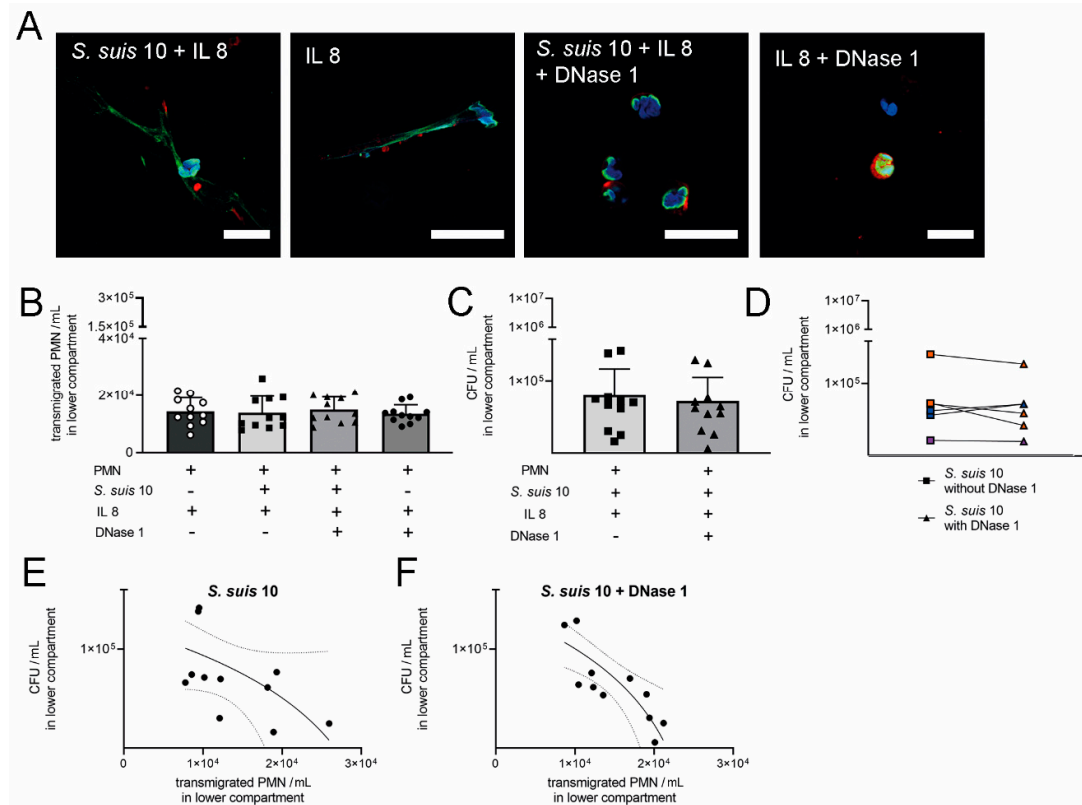 A
S. suis 10 + IL 8
IL 8
S. suis 10 + IL 8
+ DNase 1
IL 8 + DNase 1
B
transmigrated PMN / mL
in lower compartment
3×10⁵
1.5×10⁵
4×10⁴
2×10⁴
0
PMN + + + +
S. suis 10 - + + -
IL 8 + + + +
DNase 1 - - + +
C
CFU / mL
in lower compartment
1×10⁷
1×10⁶
1×10⁵
PMN + +
S. suis 10 + +
IL 8 + +
DNase 1 - +
D
CFU / mL
in lower compartment
1×10⁷
1×10⁶
1×10⁵
S. suis 10
without DNase 1
S. suis 10
with DNase 1
E
S. suis 10
CFU / mL
in lower compartment
1×10⁵
0 1×10⁴ 2×10⁴ 3×10⁴
transmigrated PMN / mL
in lower compartment
F
S. suis 10 + DNase 1
CFU / mL
in lower compartment
1×10⁵
0 1×10⁴ 2×10⁴ 3×10⁴
transmigrated PMN / mL
in lower compartment